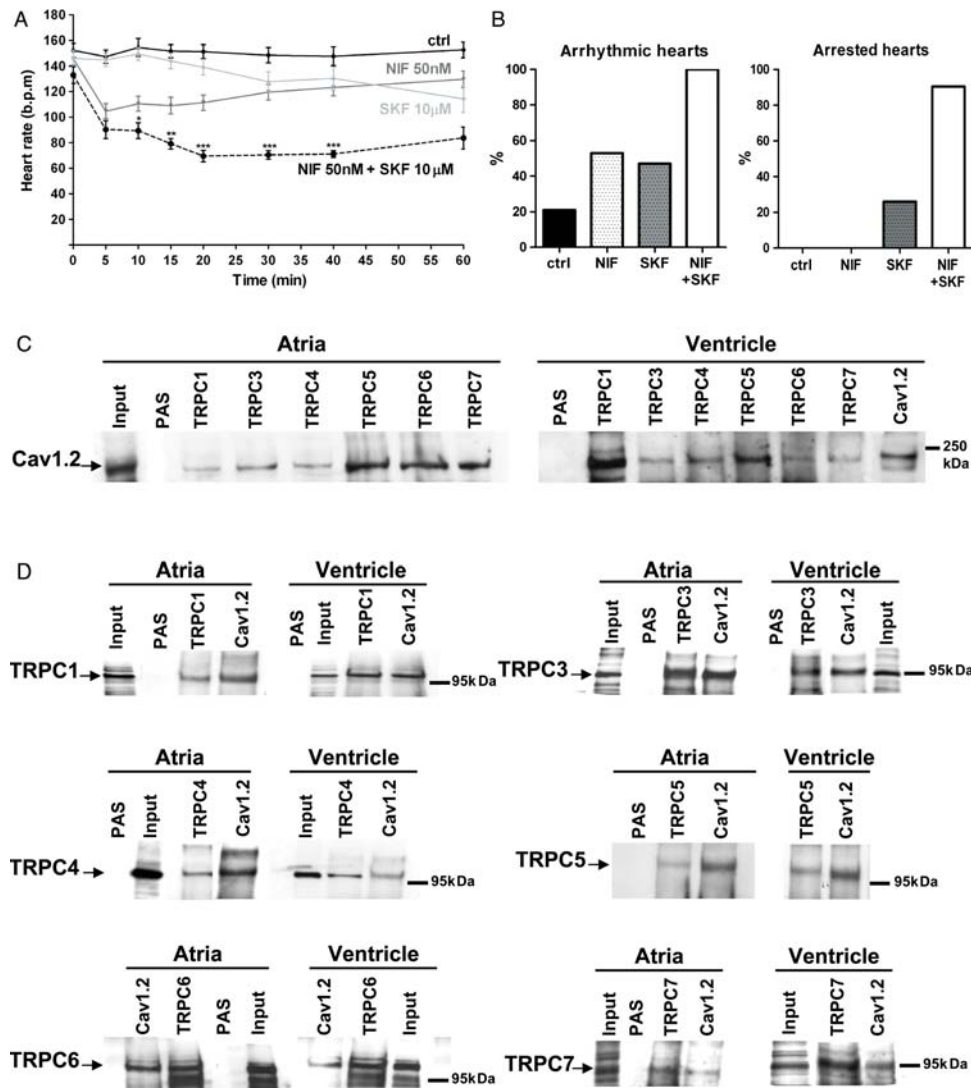 A
Heart rate (b.p.m)
180
160
140
120
100
80
60
40
20
0
0 5 10 15 20 30 40 50 60
Time (min)
ctrl
NIF 50nM
SKF 10µM
NIF 50nM + SKF 10µM
* ** *** *** ***
B
Arrhythmic hearts
%
100
80
60
40
20
0
ctrl NIF SKF NIF
+SKF
Arrested hearts
%
100
80
60
40
20
0
ctrl NIF SKF NIF
+SKF
C
Atria
Input PAS TRPC1 TRPC3 TRPC4 TRPC5 TRPC6 TRPC7
Cav1.2
Ventricle
PAS TRPC1 TRPC3 TRPC4 TRPC5 TRPC6 TRPC7 Cav1.2
250
kDa
D
Atria
Input PAS TRPC1 Cav1.2
TRPC1
Ventricle
PAS Input TRPC1 Cav1.2
95kDa
Atria
Input PAS TRPC3 Cav1.2
TRPC3
Ventricle
PAS TRPC3 Cav1.2 Input
95kDa
Atria
PAS Input TRPC4 Cav1.2
TRPC4
Ventricle
Input TRPC4 Cav1.2
95kDa
Atria
PAS TRPC5 Cav1.2
TRPC5
Ventricle
TRPC5 Cav1.2
95kDa
Atria
Cav1.2 TRPC6 PAS Input
TRPC6
Ventricle
Cav1.2 TRPC6 Input
95kDa
Atria
Input PAS TRPC7 Cav1.2
TRPC7
Ventricle
Input TRPC7 Cav1.2
95kDa